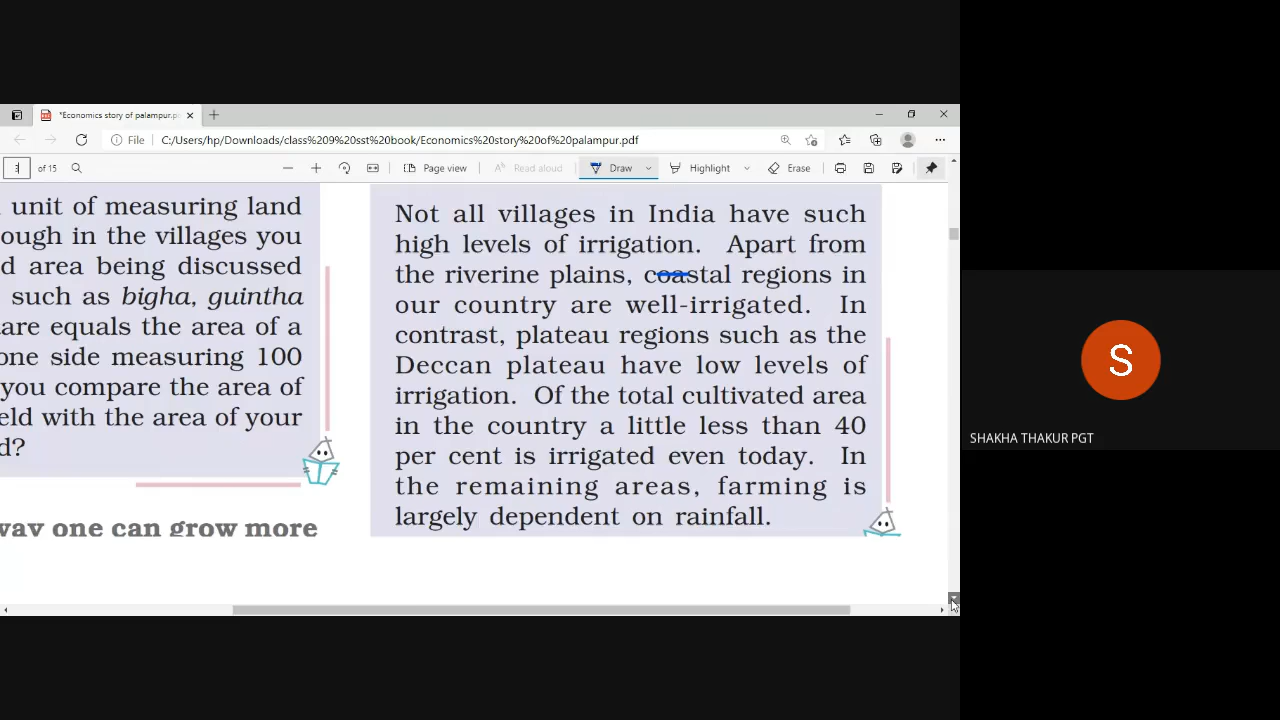 *Economics story of palampur.p
File C:/Users/hp/Downloads/class%209%20sst%20book/Economics%20story%20of%20palampur.pdf
of 15 Page view Read aloud Draw Highlight Erase
unit of measuring land
ough in the villages you
d area being discussed
such as bigha, guintha
are equals the area of a
one side measuring 100
you compare the area of
eld with the area of your
d?
way one can grow more
Not all villages in India have such
high levels of irrigation. Apart from
the riverine plains, coastal regions in
our country are well-irrigated. In
contrast, plateau regions such as the
Deccan plateau have low levels of
irrigation. Of the total cultivated area
in the country a little less than 40
per cent is irrigated even today. In
the remaining areas, farming is
largely dependent on rainfall.
S
SHAKHA THAKUR PGT